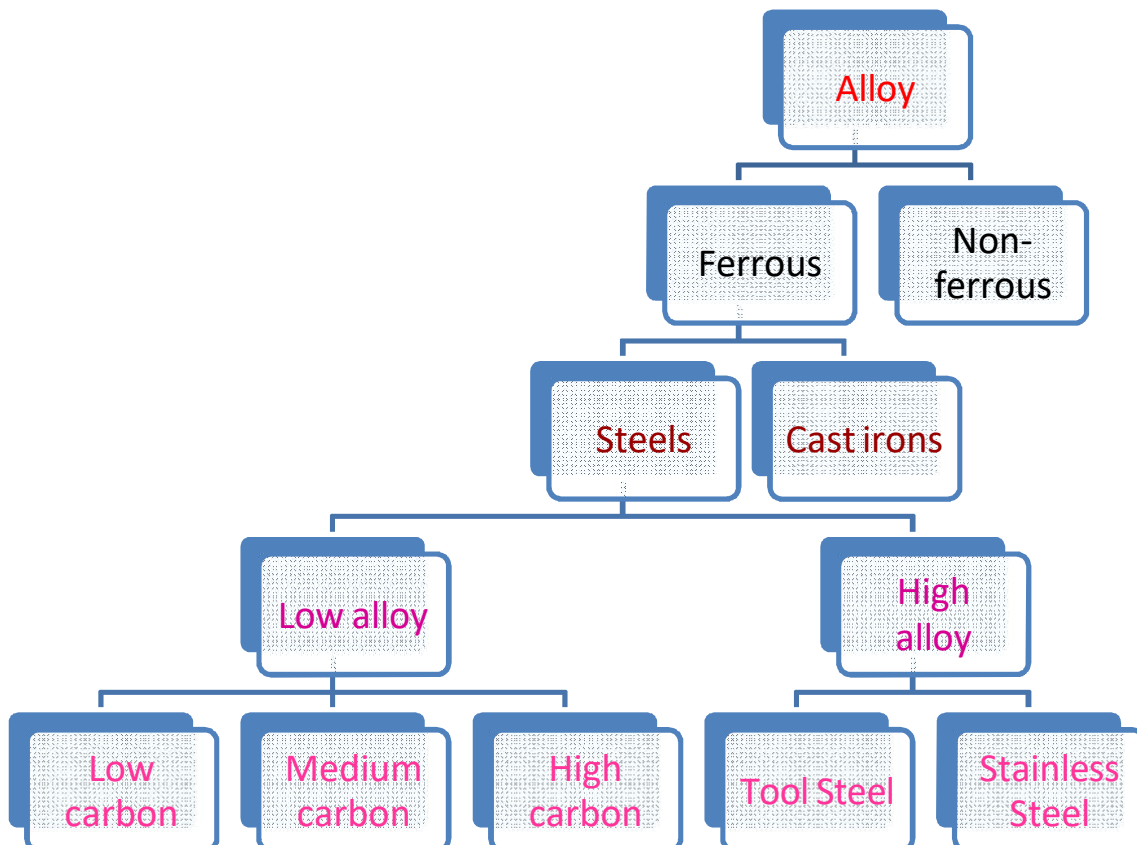 Alloy
Ferrous
Non-
ferrous
Steels
Cast irons
Low alloy
High
alloy
Low
carbon
Medium
carbon
High
carbon
Tool Steel
Stainless
Steel